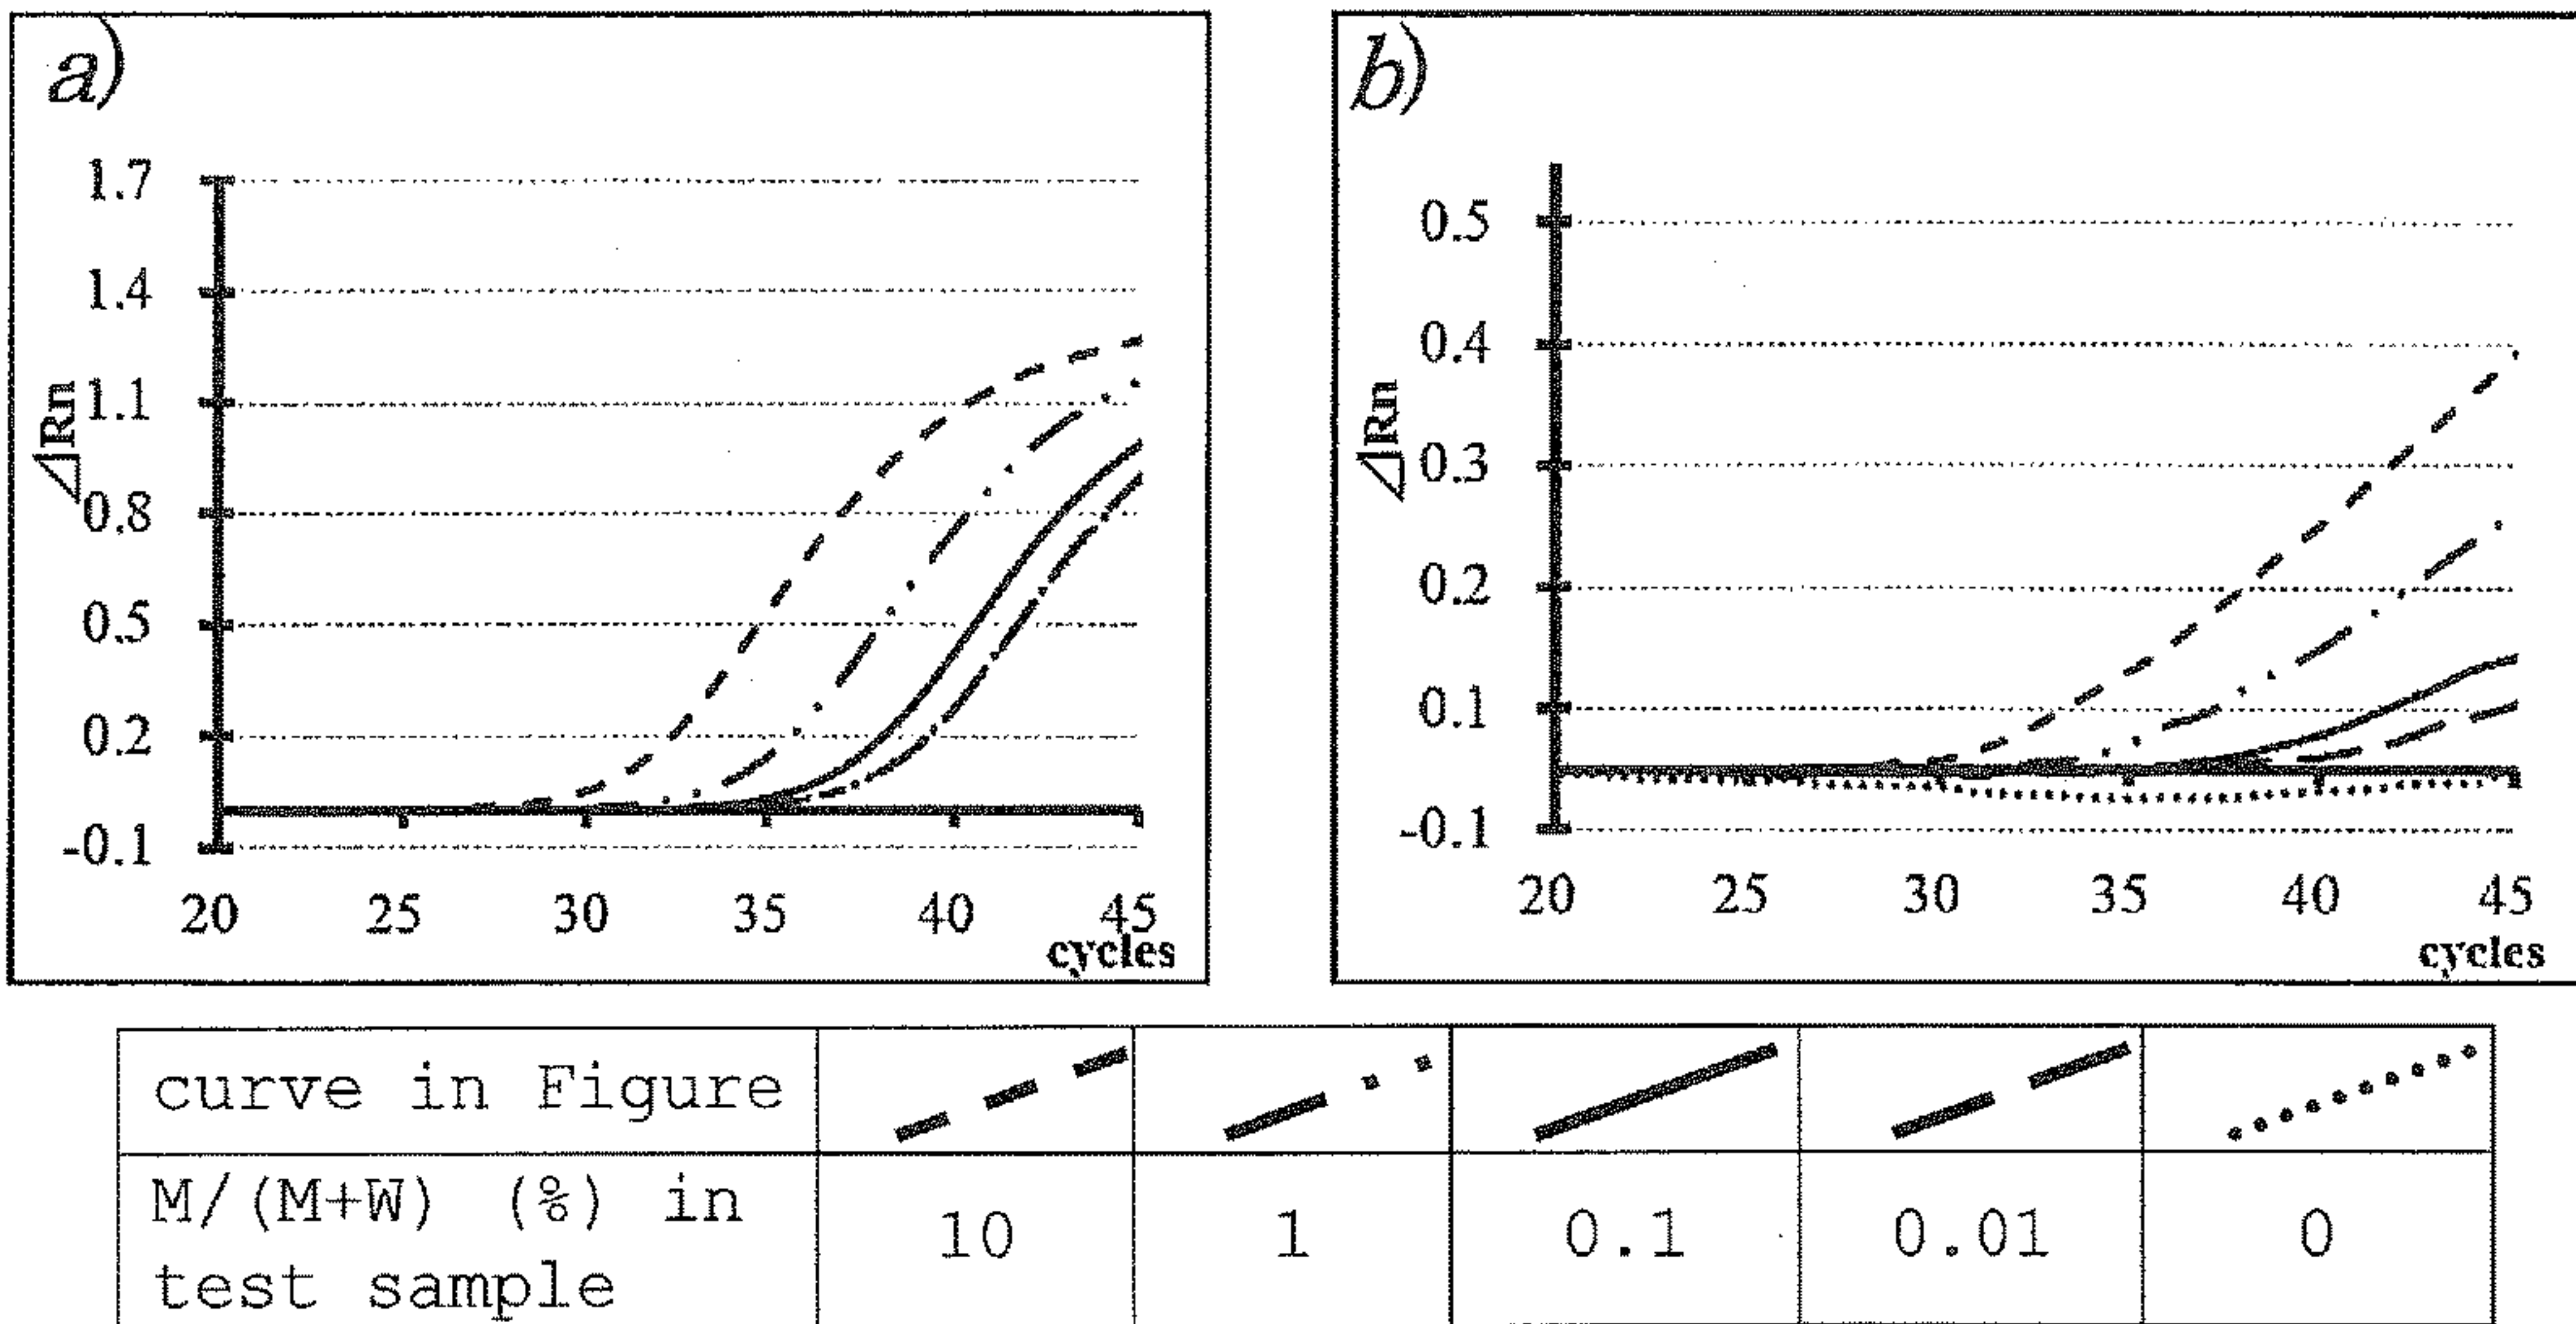 a)
1.7
1.4
1.1
0.8
0.5
0.2
-0.1
ΔRn
20 25 30 35 40 45
cycles
b)
0.5
0.4
0.3
0.2
0.1
-0.1
ΔRn
20 25 30 35 40 45
cycles
curve in Figure
M/(M+W) (%) in
test sample
10 1 0.1 0.01 0